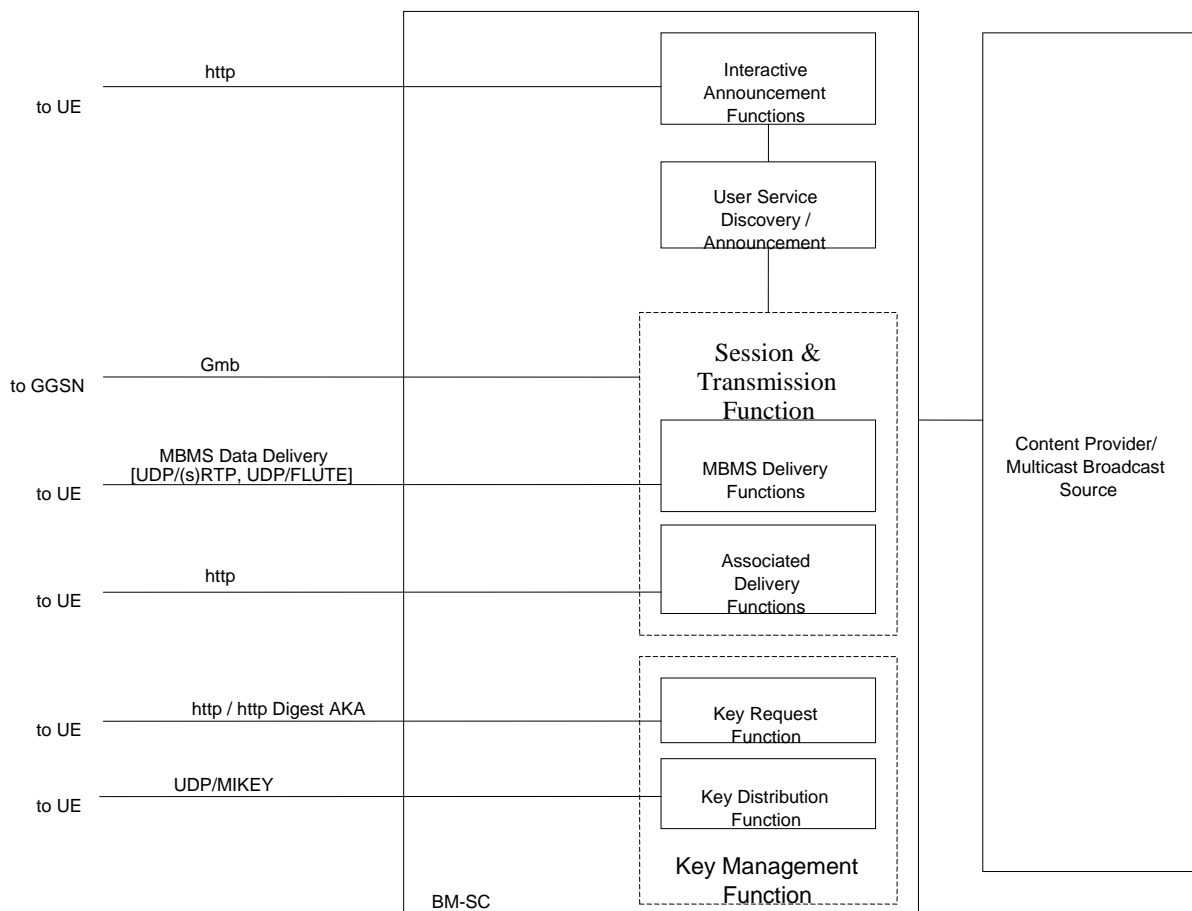 http
to UE
Interactive
Announcement
Functions
User Service
Discovery /
Announcement
Gmb
to GGSN
Session &
Transmission
Function
MBMS Data Delivery
[UDP/(s)RTP, UDP/FLUTE]
to UE
MBMS Delivery
Functions
Content Provider/
Multicast Broadcast
Source
http
to UE
Associated
Delivery
Functions
http / http Digest AKA
to UE
Key Request
Function
UDP/MIKEY
to UE
Key Distribution
Function
Key Management
Function
BM-SC